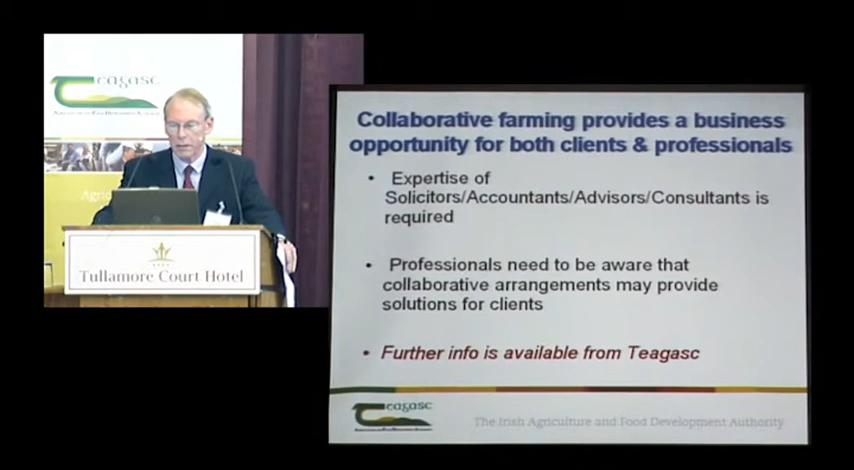 Teagasc
Tullamore Court Hotel
Collaborative farming provides a business
opportunity for both clients & professionals
• Expertise of
Solicitors/Accountants/Advisors/Consultants is
required
• Professionals need to be aware that
collaborative arrangements may provide
solutions for clients
• Further info is available from Teagasc
Teagasc
The Irish Agriculture and Food Development Authority